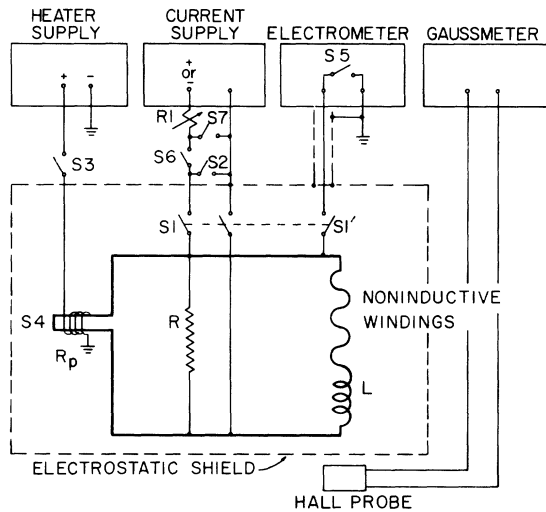 HEATER SUPPLY
CURRENT SUPPLY
ELECTROMETER
GAUSSMETER
+ -
+ or -
S5
R1
S7
S3
S6
S2
S1
S1'
S4
Rp
R
NONINDUCTIVE WINDINGS
L
ELECTROSTATIC SHIELD
HALL PROBE